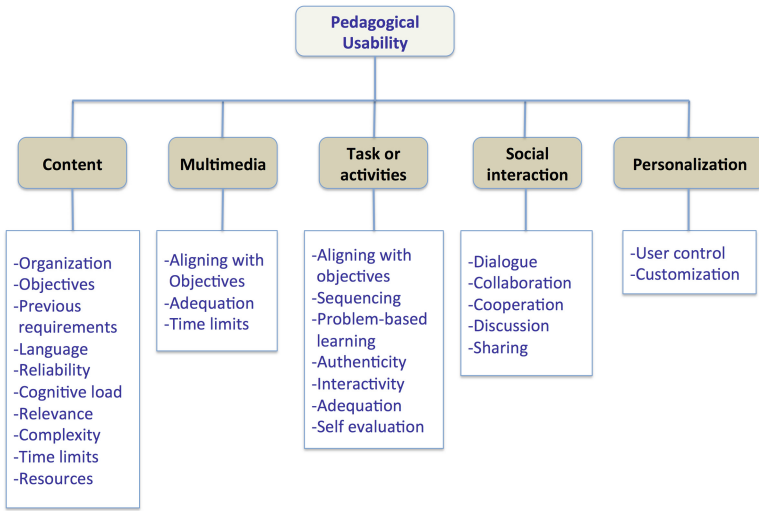 Pedagogical
Usability
Content
Multimedia
Task or
activities
Social
interaction
Personalization
-Organization
-Objectives
-Previous
requirements
-Language
-Reliability
-Cognitive load
-Relevance
-Complexity
-Time limits
-Resources
-Aligning with
Objectives
-Adequation
-Time limits
-Aligning with
objectives
-Sequencing
-Problem-based
learning
-Authenticity
-Interactivity
-Adequation
-Self evaluation
-Dialogue
-Collaboration
-Cooperation
-Discussion
-Sharing
-User control
-Customization